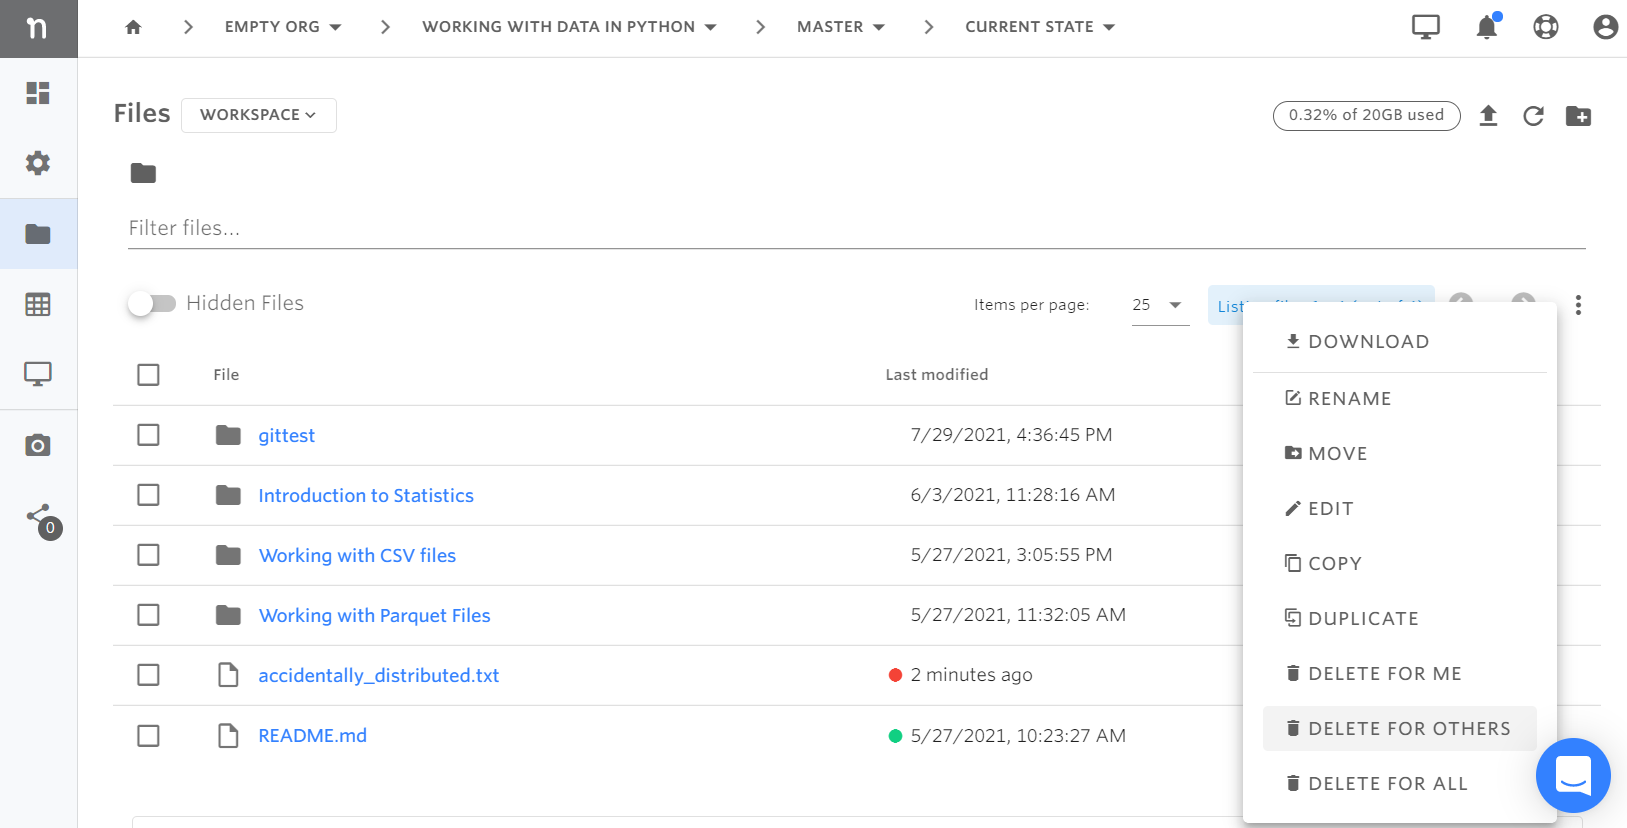 n
EMPTY ORG
WORKING WITH DATA IN PYTHON
MASTER
CURRENT STATE
Files
WORKSPACE
0.32% of 20GB used
Filter files...
Hidden Files
Items per page:
25
DOWNLOAD
File
Last modified
RENAME
gittest
7/29/2021, 4:36:45 PM
MOVE
Introduction to Statistics
6/3/2021, 11:28:16 AM
EDIT
0
Working with CSV files
5/27/2021, 3:05:55 PM
COPY
Working with Parquet Files
5/27/2021, 11:32:05 AM
DUPLICATE
accidentally_distributed.txt
2 minutes ago
DELETE FOR ME
README.md
5/27/2021, 10:23:27 AM
DELETE FOR OTHERS
DELETE FOR ALL